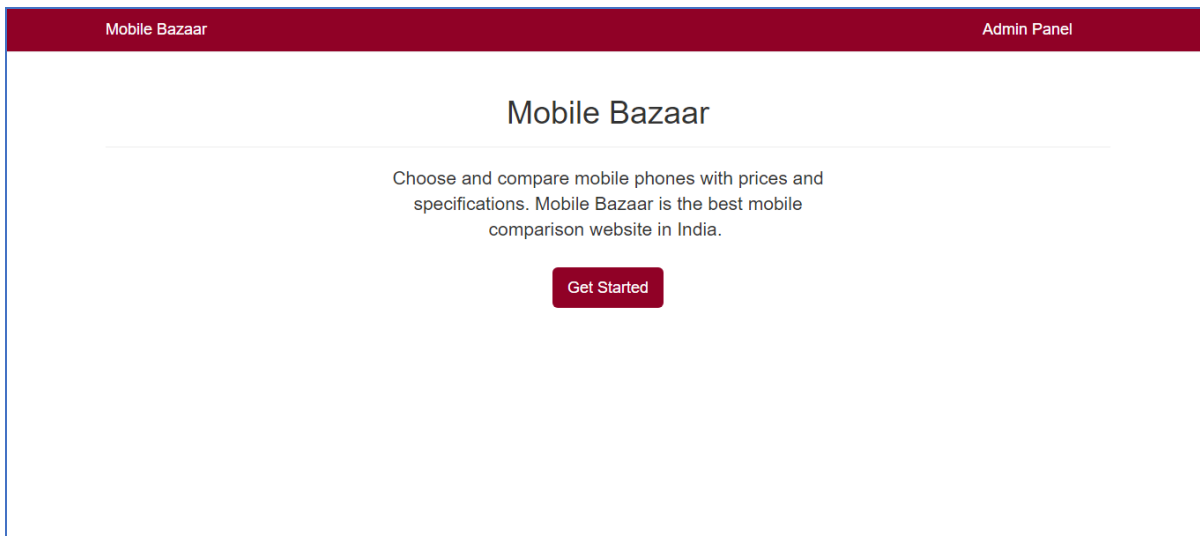 Mobile Bazaar
Admin Panel
Mobile Bazaar
Choose and compare mobile phones with prices and
specifications. Mobile Bazaar is the best mobile
comparison website in India.
Get Started